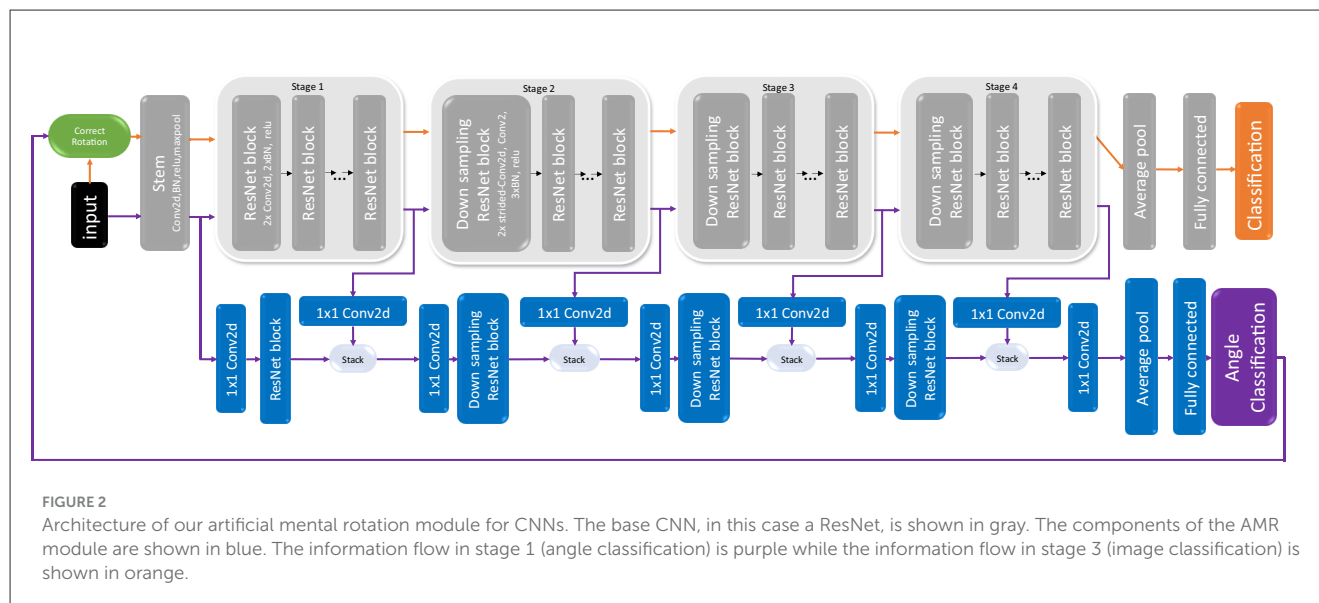 Stage 1
Stage 2
Stage 3
Stage 4
Correct
Rotation
input
Stem
Conv2d,BN,relu,maxpool
ResNet block
2x Conv2d, 2xBN, relu
ResNet block
...
ResNet block
Down sampling
ResNet block
2x strided-Conv2d, Conv2,
3xBN, relu
ResNet block
...
ResNet block
Down sampling
ResNet block
ResNet block
...
ResNet block
Down sampling
ResNet block
ResNet block
...
ResNet block
Average pool
Fully connected
Classification
1x1 Conv2d
1x1 Conv2d
1x1 Conv2d
1x1 Conv2d
1x1 Conv2d
ResNet block
Stack
1x1 Conv2d
Down sampling
ResNet block
Stack
1x1 Conv2d
Down sampling
ResNet block
Stack
1x1 Conv2d
Down sampling
ResNet block
Stack
1x1 Conv2d
Average pool
Fully connected
Angle
Classification
FIGURE 2
Architecture of our artificial mental rotation module for CNNs. The base CNN, in this case a ResNet, is shown in gray. The components of the AMR
module are shown in blue. The information flow in stage 1 (angle classification) is purple while the information flow in stage 3 (image classification) is
shown in orange.